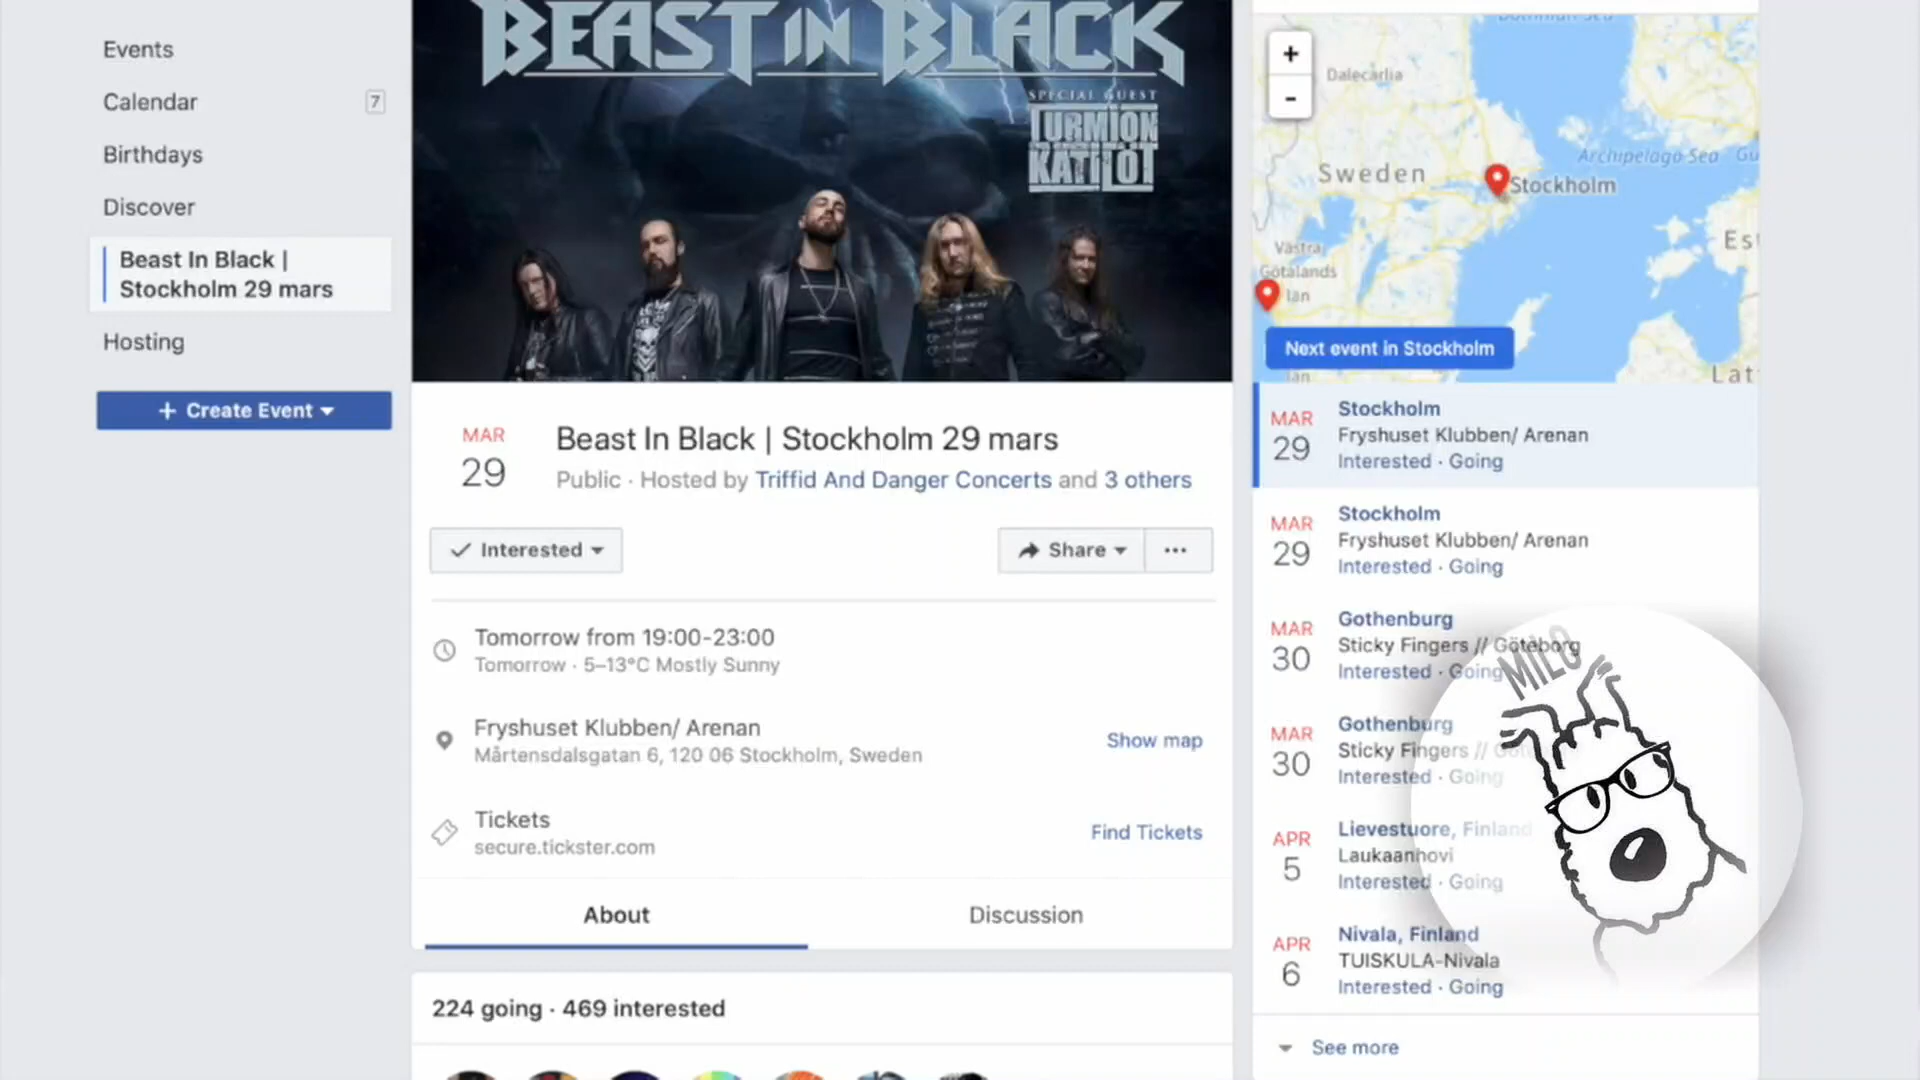 Events
Calendar
7
Birthdays
Discover
Beast In Black |
Stockholm 29 mars
Hosting
+ Create Event
BEAST IN BLACK
SPECIAL GUEST
TURMION
KATILOT
MAR
29
Beast In Black | Stockholm 29 mars
Public · Hosted by Triffid And Danger Concerts and 3 others
Interested
Share
...
Tomorrow from 19:00-23:00
Tomorrow · 5–13°C Mostly Sunny
Fryshuset Klubben/ Arenan
Mårtensdalsgatan 6, 120 06 Stockholm, Sweden
Show map
Tickets
secure.tickster.com
Find Tickets
About
Discussion
224 going · 469 interested
+
-
Dalecarlia
Archipelago Sea Gu
Sweden
Stockholm
Västra
Götalands
län
Est
Next event in Stockholm
län
Lat
MAR
29
Stockholm
Fryshuset Klubben/ Arenan
Interested · Going
MAR
29
Stockholm
Fryshuset Klubben/ Arenan
Interested · Going
MAR
30
Gothenburg
Sticky Fingers // Göteborg
Interested · Going
MAR
30
Gothenburg
Sticky Fingers //
Interested · Going
APR
5
Lievestuore, Finland
Laukaanhovi
Interested · Going
APR
6
Nivala, Finland
TUISKULA-Nivala
Interested · Going
See more
MILO